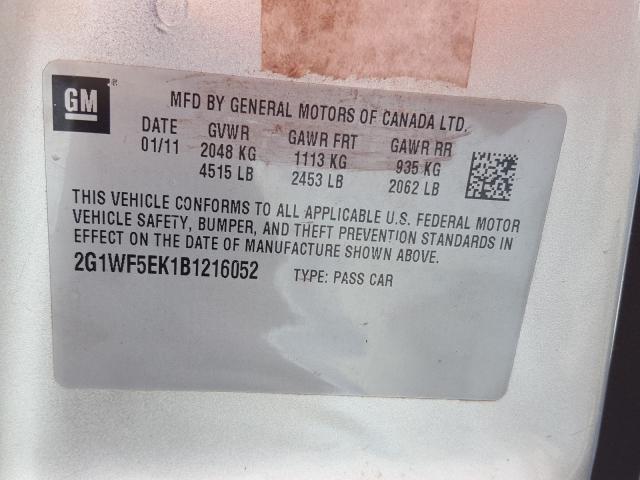 GM
MFD BY GENERAL MOTORS OF CANADA LTD.
DATE GVWR GAWR FRT GAWR RR
01/11 2048 KG 1113 KG 935 KG
4515 LB 2453 LB 2062 LB
THIS VEHICLE CONFORMS TO ALL APPLICABLE U.S. FEDERAL MOTOR
VEHICLE SAFETY, BUMPER, AND THEFT PREVENTION STANDARDS IN
EFFECT ON THE DATE OF MANUFACTURE SHOWN ABOVE.
2G1WF5EK1B1216052 TYPE: PASS CAR